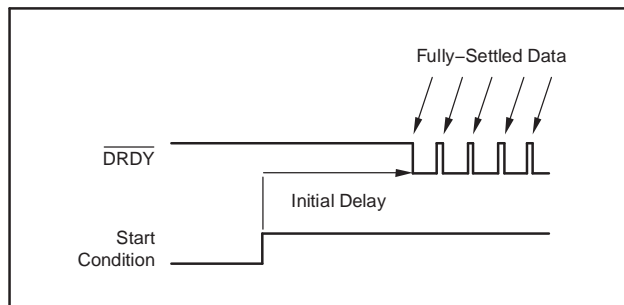 Fully−Settled Data
DRDY
Initial Delay
Start
Condition